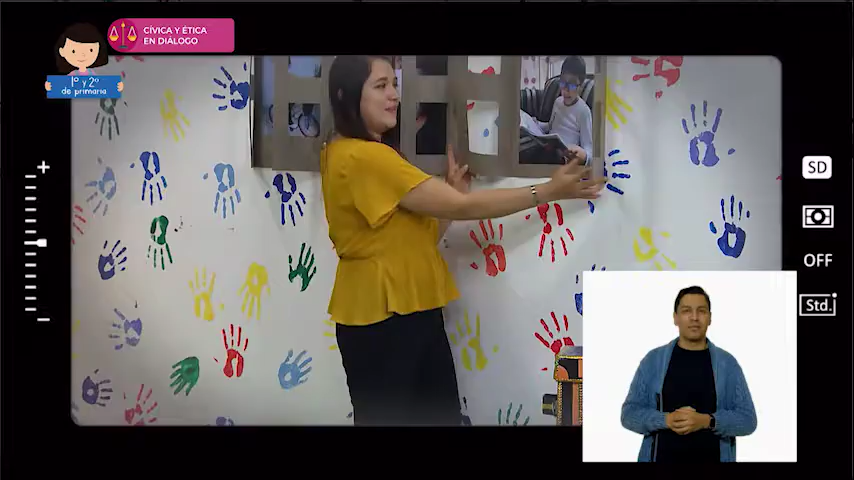 CÍVICA Y ÉTICA
EN DIÁLOGO
1° y 2°
de primaria
SD
OFF
Std.